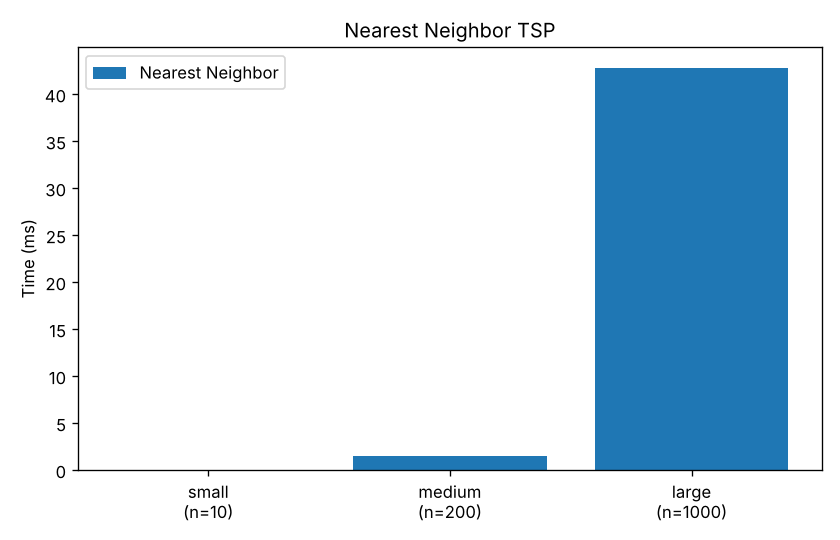 Nearest Neighbor TSP
Nearest Neighbor
Time (ms)
40
35
30
25
20
15
10
5
0
small
(n=10)
medium
(n=200)
large
(n=1000)